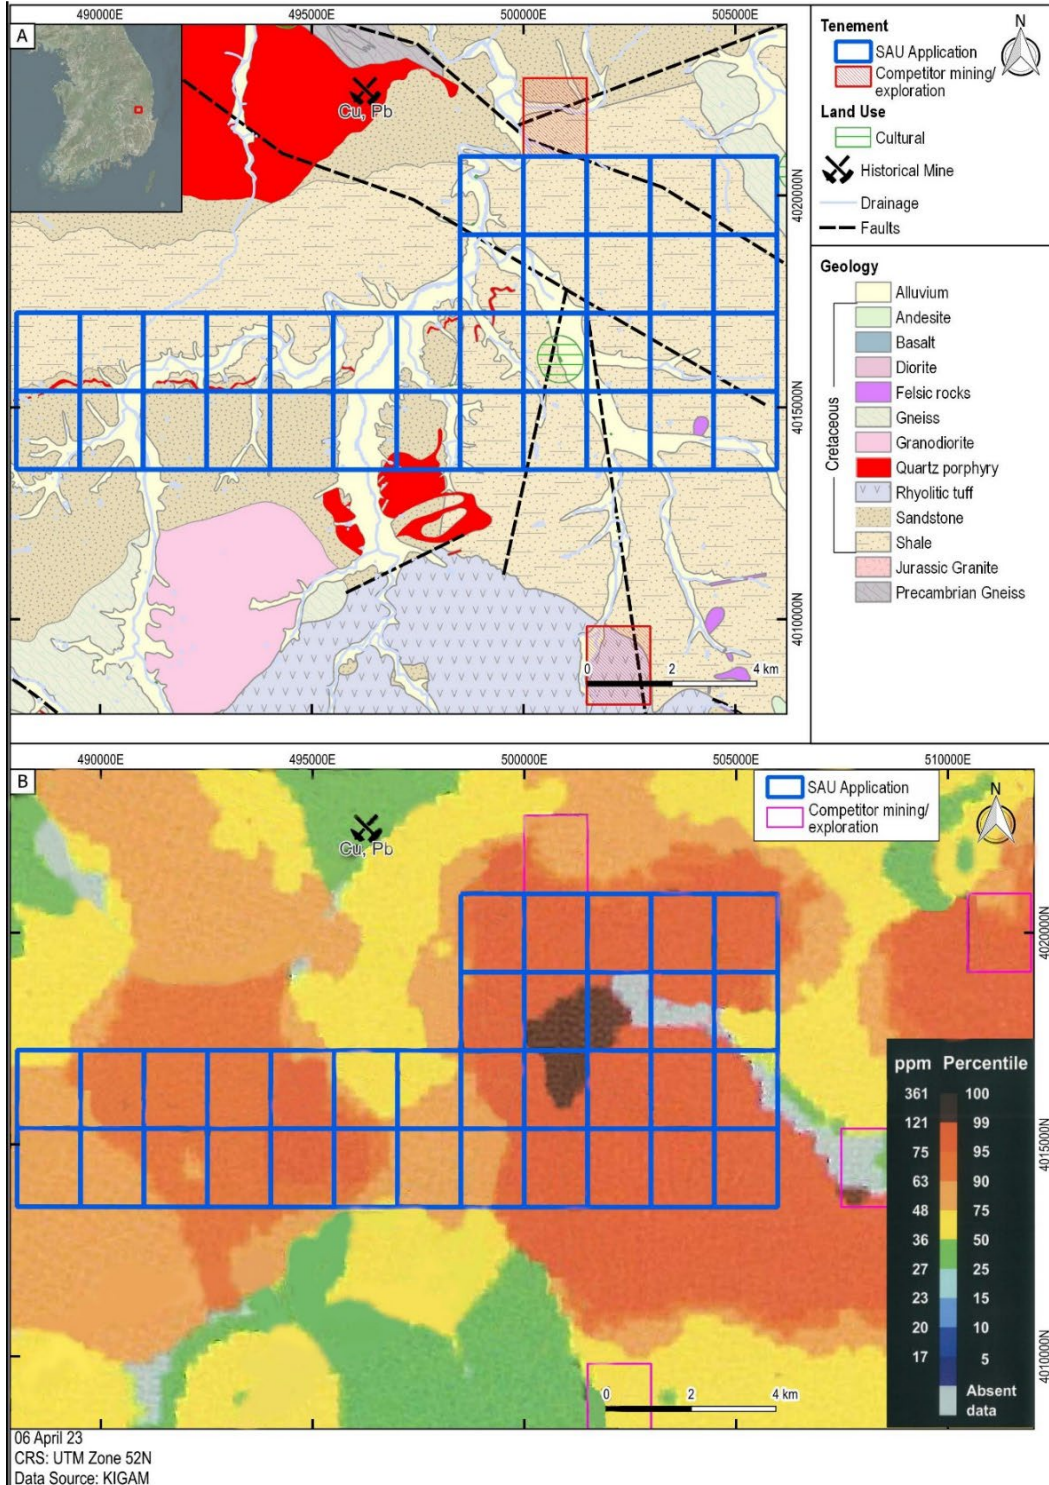 490000E 495000E 500000E 505000E
A
Cu, Pb
4020000N
4015000N
4010000N
0 2 4 km
Tenement
SAU Application
Competitor mining/
exploration
N
Land Use
Cultural
Historical Mine
Drainage
Faults
Geology
Alluvium
Andesite
Basalt
Diorite
Felsic rocks
Gneiss
Granodiorite
Quartz porphyry
Rhyolitic tuff
Sandstone
Shale
Jurassic Granite
Precambrian Gneiss
Cretaceous
490000E 495000E 500000E 505000E 510000E
B
Cu, Pb
SAU Application
Competitor mining/
exploration
N
4020000N
4015000N
4010000N
ppm Percentile
361 100
121 99
75 95
63 90
48 75
36 50
27 25
23 15
20 10
17 5
Absent
data
0 2 4 km
06 April 23
CRS: UTM Zone 52N
Data Source: KIGAM